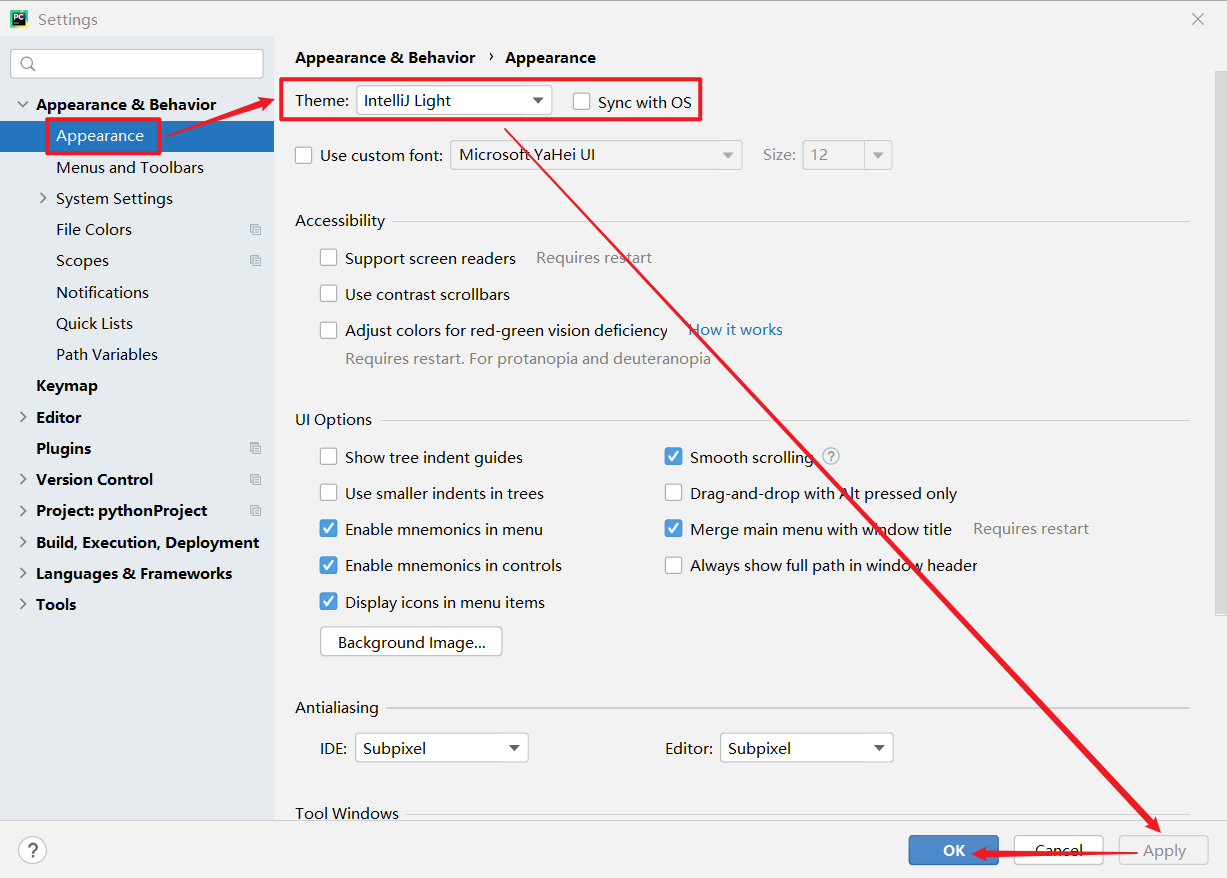 PC
Settings
Appearance & Behavior
Appearance
Menus and Toolbars
System Settings
File Colors
Scopes
Notifications
Quick Lists
Path Variables
Keymap
Editor
Plugins
Version Control
Project: pythonProject
Build, Execution, Deployment
Languages & Frameworks
Tools
Appearance & Behavior › Appearance
Theme: IntelliJ Light Sync with OS
Use custom font: Microsoft YaHei UI Size: 12
Accessibility
Support screen readers Requires restart
Use contrast scrollbars
Adjust colors for red-green vision deficiency How it works
Requires restart. For protanopia and deuteranopia
UI Options
Show tree indent guides Smooth scrolling ?
Use smaller indents in trees Drag-and-drop with Alt pressed only
Enable mnemonics in menu Merge main menu with window title Requires restart
Enable mnemonics in controls Always show full path in window header
Display icons in menu items
Background Image...
Antialiasing
IDE: Subpixel Editor: Subpixel
Tool Windows
? OK Cancel Apply